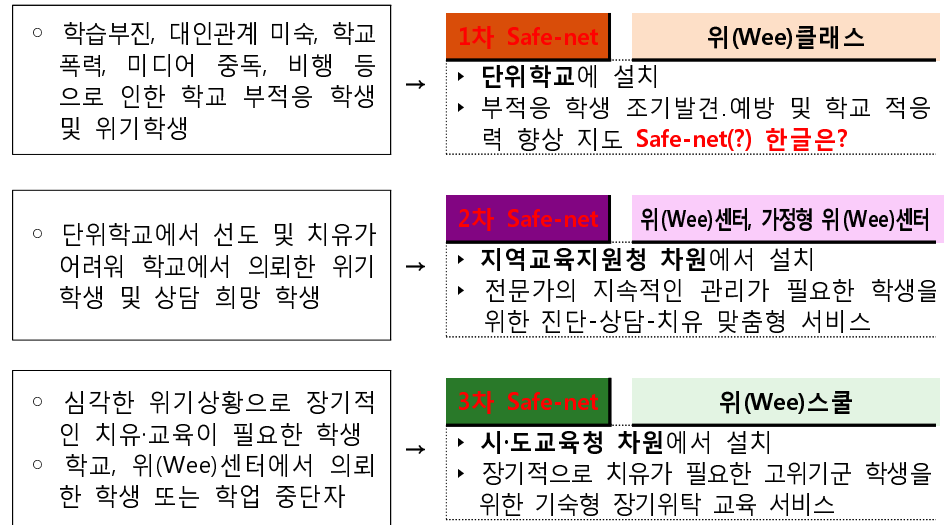 ○ 학습부진, 대인관계 미숙, 학교
폭력, 미디어 중독, 비행 등
으로 인한 학교 부적응 학생
및 위기학생
→
1차 Safe-net
위(Wee)클래스
▸ 단위학교에 설치
▸ 부적응 학생 조기발견.예방 및 학교 적응
력 향상 지도 Safe-net(?) 한글은?
○ 단위학교에서 선도 및 치유가
어려워 학교에서 의뢰한 위기
학생 및 상담 희망 학생
→
2차 Safe-net
위(Wee)센터, 가정형 위(Wee)센터
▸ 지역교육지원청 차원에서 설치
▸ 전문가의 지속적인 관리가 필요한 학생을
위한 진단-상담-치유 맞춤형 서비스
○ 심각한 위기상황으로 장기적
인 치유·교육이 필요한 학생
○ 학교, 위(Wee)센터에서 의뢰
한 학생 또는 학업 중단자
→
3차 Safe-net
위(Wee)스쿨
▸ 시·도교육청 차원에서 설치
▸ 장기적으로 치유가 필요한 고위기군 학생을
위한 기숙형 장기위탁 교육 서비스